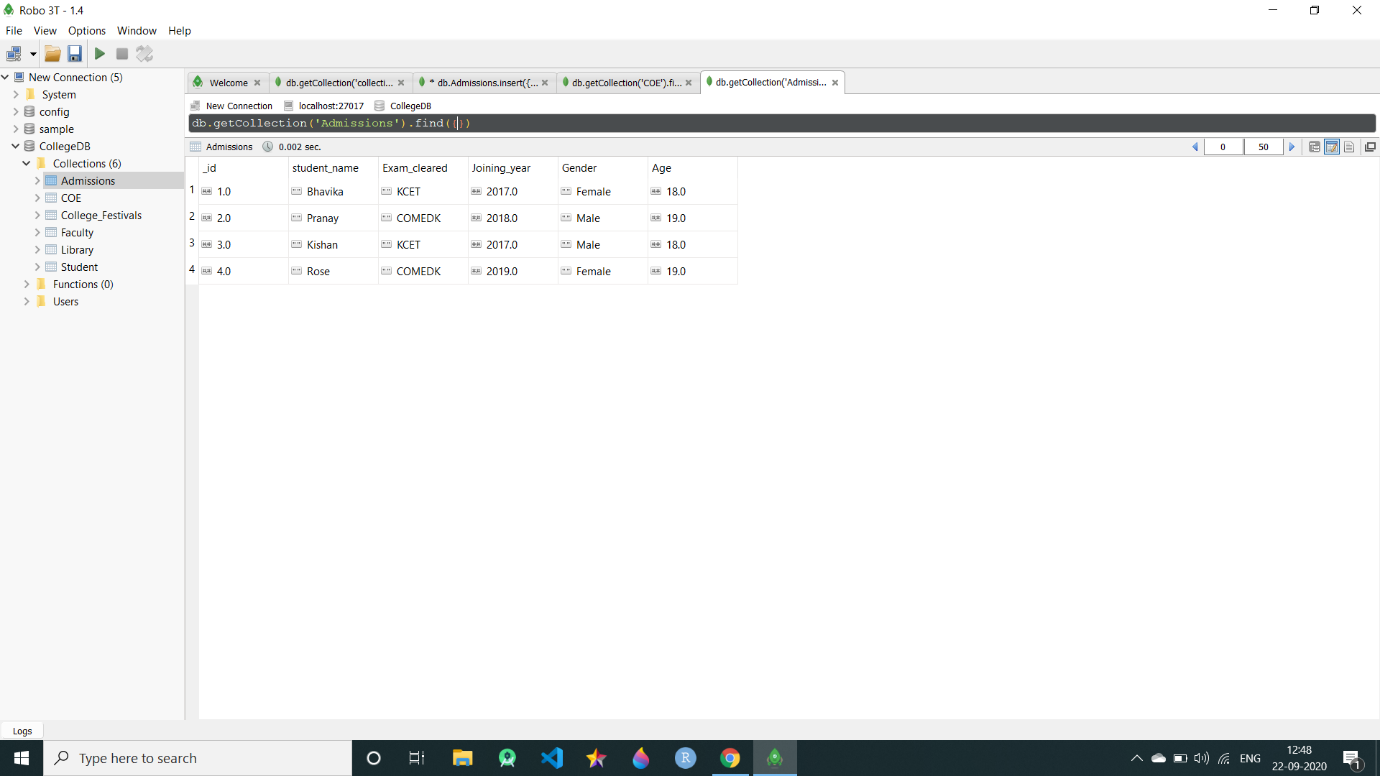 Robo 3T - 1.4
File View Options Window Help
New Connection (5)
System
config
sample
CollegeDB
Collections (6)
Admissions
COE
College_Festivals
Faculty
Library
Student
Functions (0)
Users
Welcome db.getCollection('collecti... * db.Admissions.insert({... db.getCollection('COE').fi... db.getCollection('Admissi...
New Connection localhost:27017 CollegeDB
db.getCollection('Admissions').find({})
Admissions 0.002 sec. 0 50
_id student_name Exam_cleared Joining_year Gender Age
1 1.0 Bhavika KCET 2017.0 Female 18.0
2 2.0 Pranay COMEDK 2018.0 Male 19.0
3 3.0 Kishan KCET 2017.0 Male 18.0
4 4.0 Rose COMEDK 2019.0 Female 19.0
Logs
Type here to search
R
ENG
12:48
22-09-2020
1